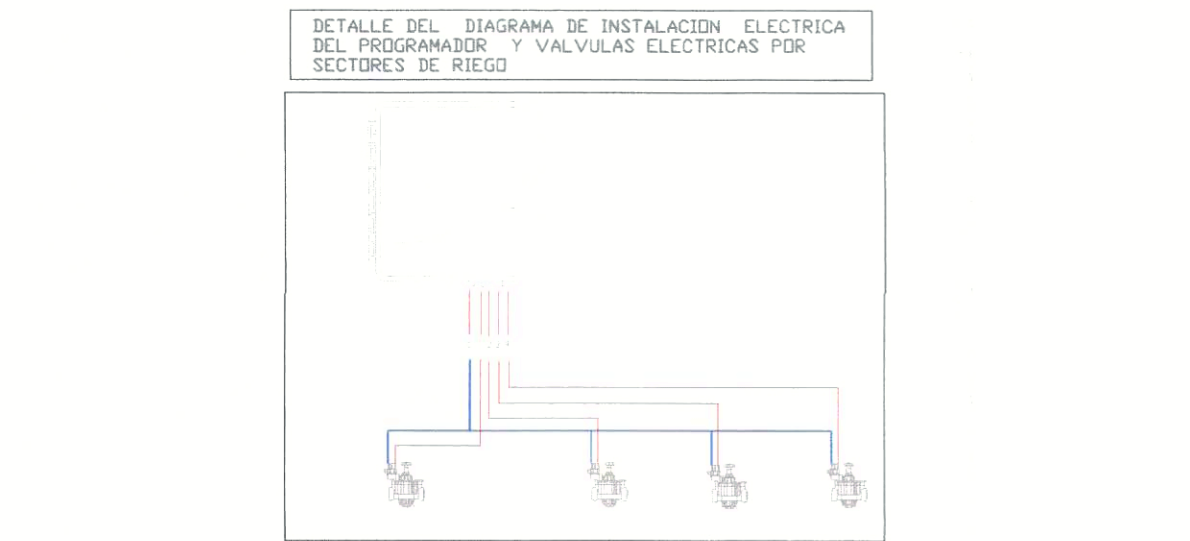 DETALLE DEL DIAGRAMA DE INSTALACION ELECTRICA
DEL PROGRAMADOR Y VALVULAS ELECTRICAS POR
SECTORES DE RIEGO